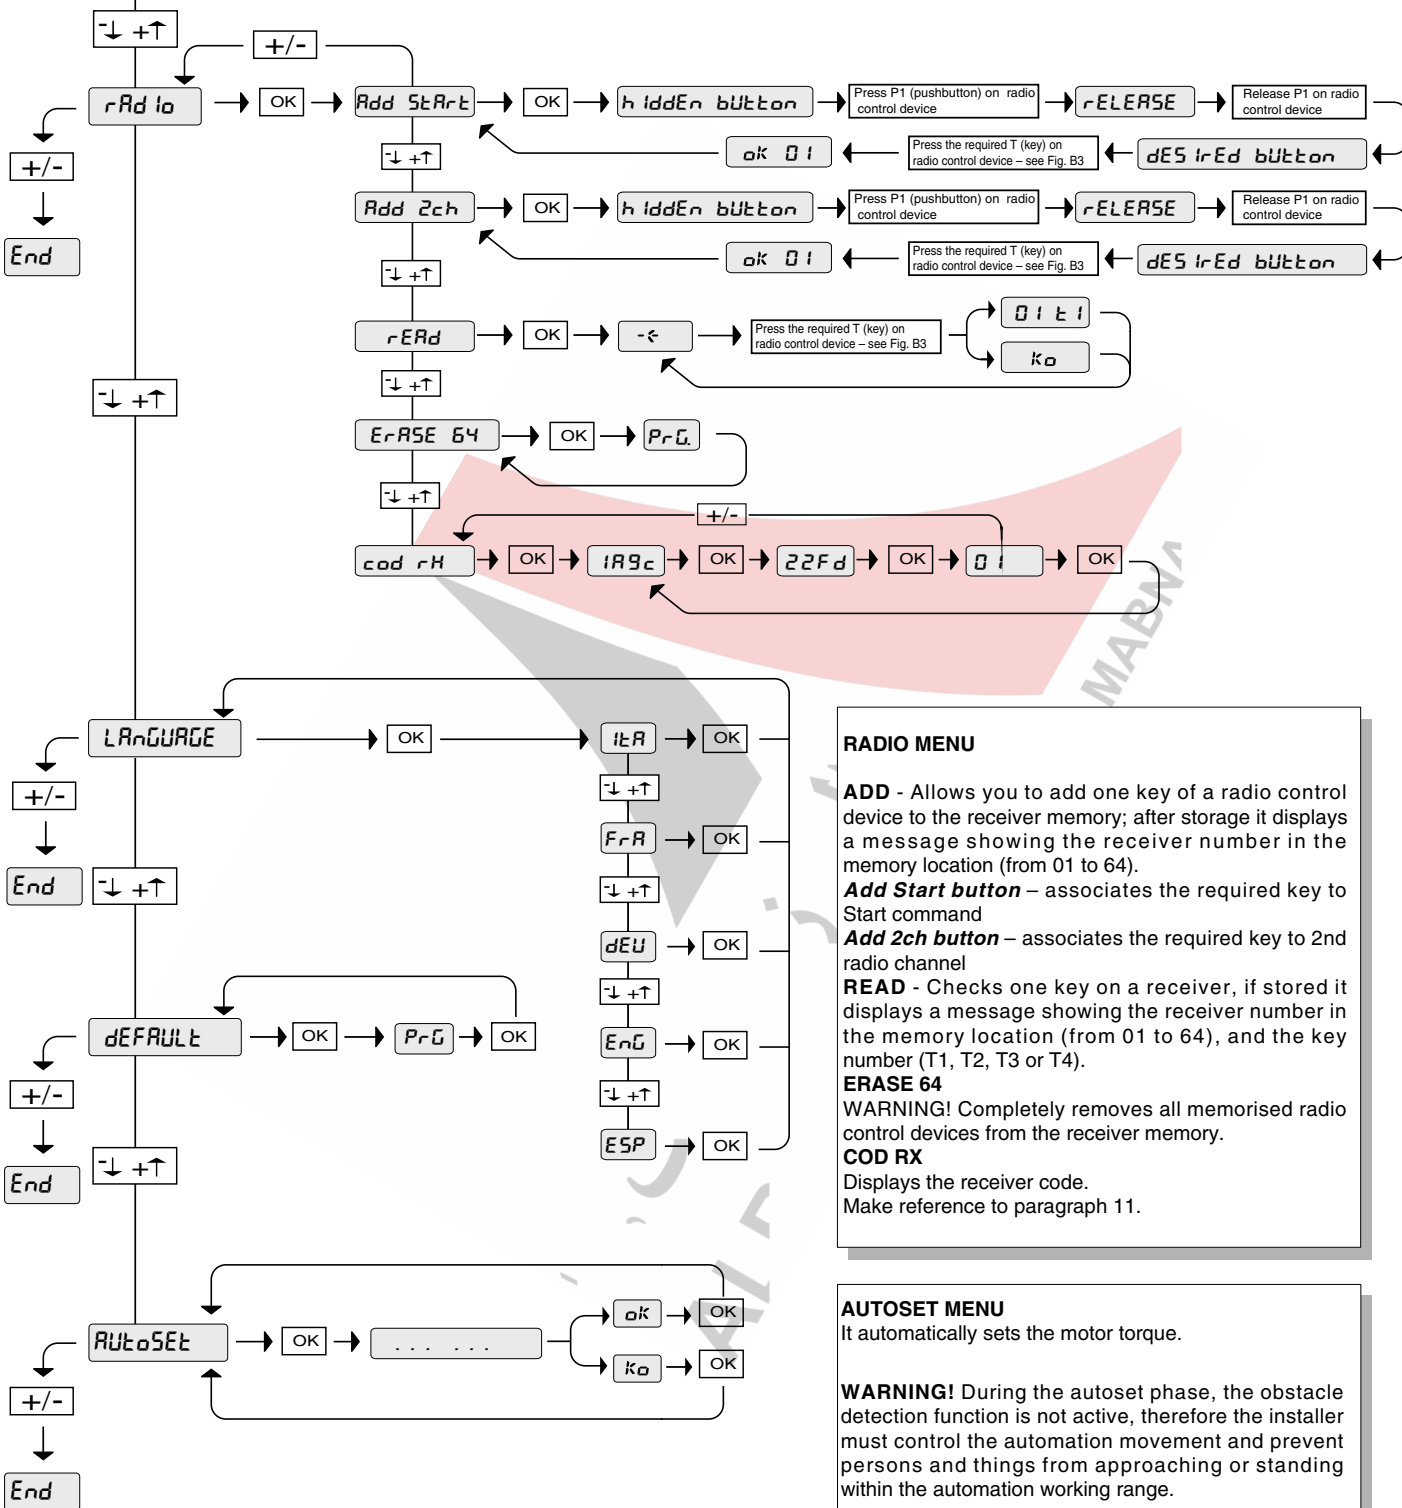 -↓ +↑
+/-
rAdIo
OK
Add StArt
OK
hIddEn bUtton
Press P1 (pushbutton) on radio
control device
rELEASE
Release P1 on radio
control device
+/-
-↓ +↑
oK 01
Press the required T (key) on
radio control device – see Fig. B3
dESIrEd bUtton
End
Add 2ch
OK
hIddEn bUtton
Press P1 (pushbutton) on radio
control device
rELEASE
Release P1 on radio
control device
-↓ +↑
oK 01
Press the required T (key) on
radio control device – see Fig. B3
dESIrEd bUtton
rEAd
OK
Press the required T (key) on
radio control device – see Fig. B3
01 t1
Ko
-↓ +↑
-↓ +↑
ErASE 64
OK
PrG.
-↓ +↑
+/-
cod rH
OK
1A9c
OK
22Fd
OK
01
OK
MABNA
LAnGUAGE
OK
ItA
OK
+/-
-↓ +↑
FrA
OK
End
-↓ +↑
-↓ +↑
dEU
OK
-↓ +↑
dEFAULt
OK
PrG
OK
EnG
OK
+/-
-↓ +↑
End
-↓ +↑
ESP
OK
RADIO MENU
ADD - Allows you to add one key of a radio control
device to the receiver memory; after storage it displays
a message showing the receiver number in the
memory location (from 01 to 64).
Add Start button – associates the required key to
Start command
Add 2ch button – associates the required key to 2nd
radio channel
READ - Checks one key on a receiver, if stored it
displays a message showing the receiver number in
the memory location (from 01 to 64), and the key
number (T1, T2, T3 or T4).
ERASE 64
WARNING! Completely removes all memorised radio
control devices from the receiver memory.
COD RX
Displays the receiver code.
Make reference to paragraph 11.
AUtoSEt
OK
... ...
oK
OK
Ko
OK
+/-
End
AUTOSET MENU
It automatically sets the motor torque.
WARNING! During the autoset phase, the obstacle
detection function is not active, therefore the installer
must control the automation movement and prevent
persons and things from approaching or standing
within the automation working range.